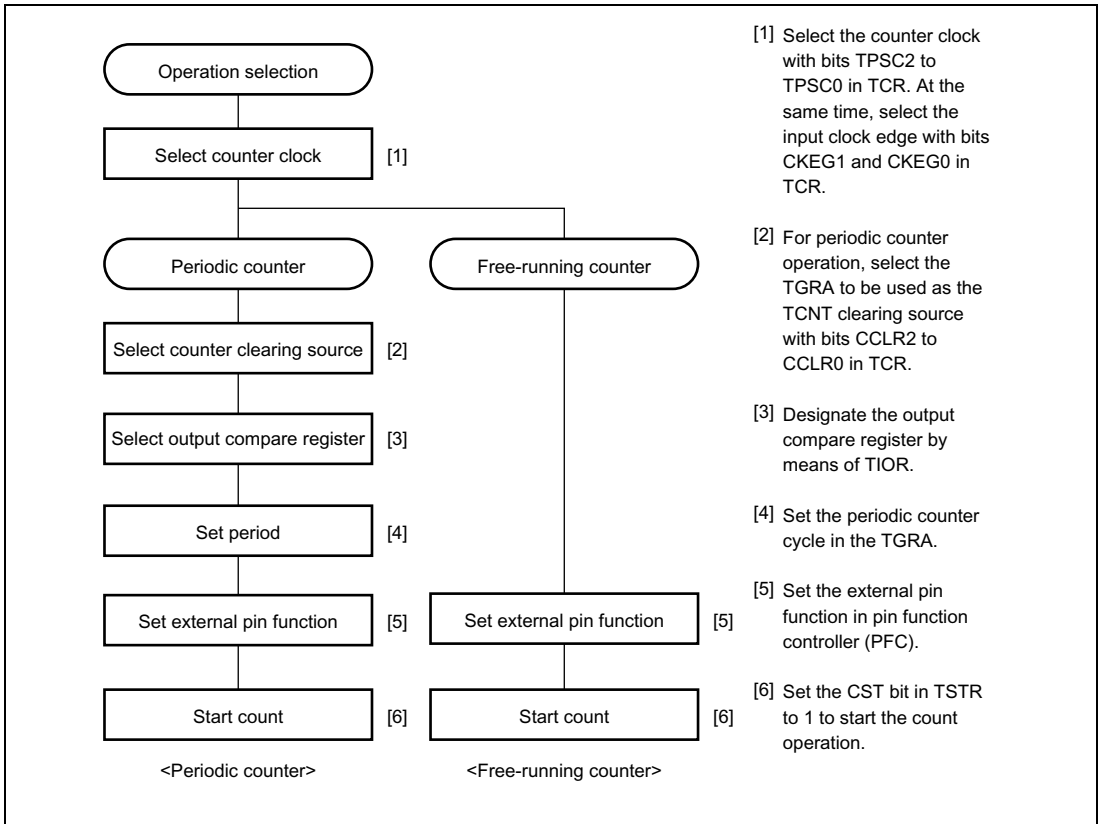 Operation selection
Select counter clock
[1]
Periodic counter
Free-running counter
Select counter clearing source
[2]
Select output compare register
[3]
Set period
[4]
Set external pin function
[5]
Set external pin function
[5]
Start count
[6]
Start count
[6]
<Periodic counter>
<Free-running counter>
[1] Select the counter clock
with bits TPSC2 to
TPSC0 in TCR. At the
same time, select the
input clock edge with bits
CKEG1 and CKEG0 in
TCR.
[2] For periodic counter
operation, select the
TGRA to be used as the
TCNT clearing source
with bits CCLR2 to
CCLR0 in TCR.
[3] Designate the output
compare register by
means of TIOR.
[4] Set the periodic counter
cycle in the TGRA.
[5] Set the external pin
function in pin function
controller (PFC).
[6] Set the CST bit in TSTR
to 1 to start the count
operation.